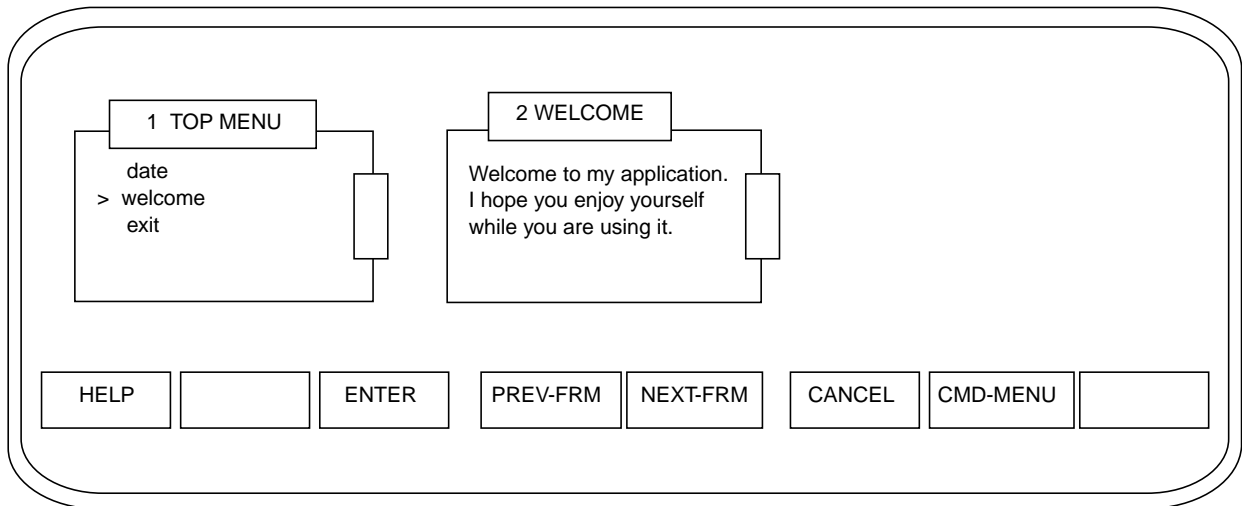 1 TOP MENU
date
> welcome
exit
2 WELCOME
Welcome to my application.
I hope you enjoy yourself
while you are using it.
HELP ENTER PREV-FRM NEXT-FRM CANCEL CMD-MENU